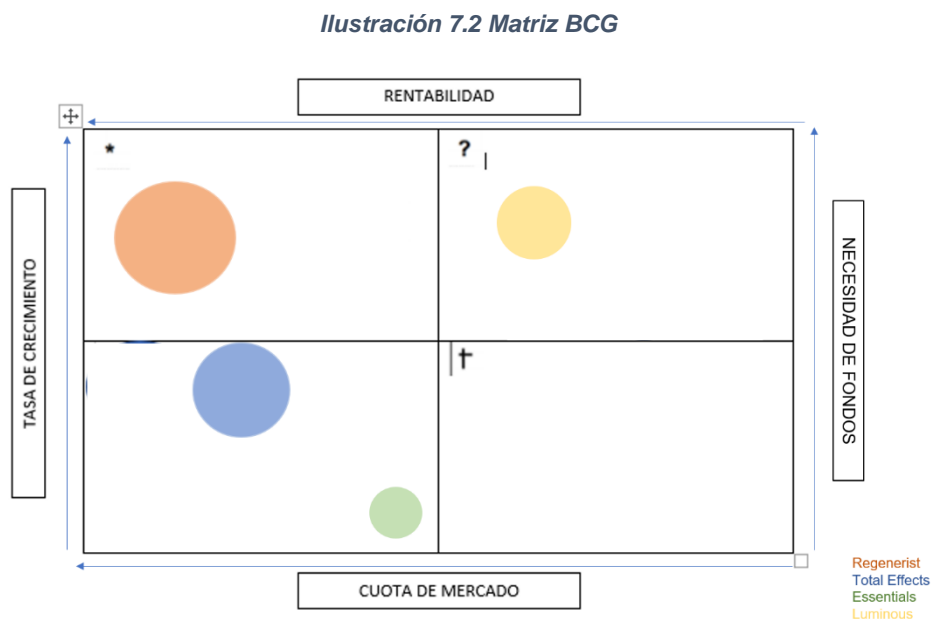 Ilustración 7.2 Matriz BCG
RENTABILIDAD
*
?
TASA DE CRECIMIENTO
NECESIDAD DE FONDOS
†
CUOTA DE MERCADO
Regenerist
Total Effects
Essentials
Luminous